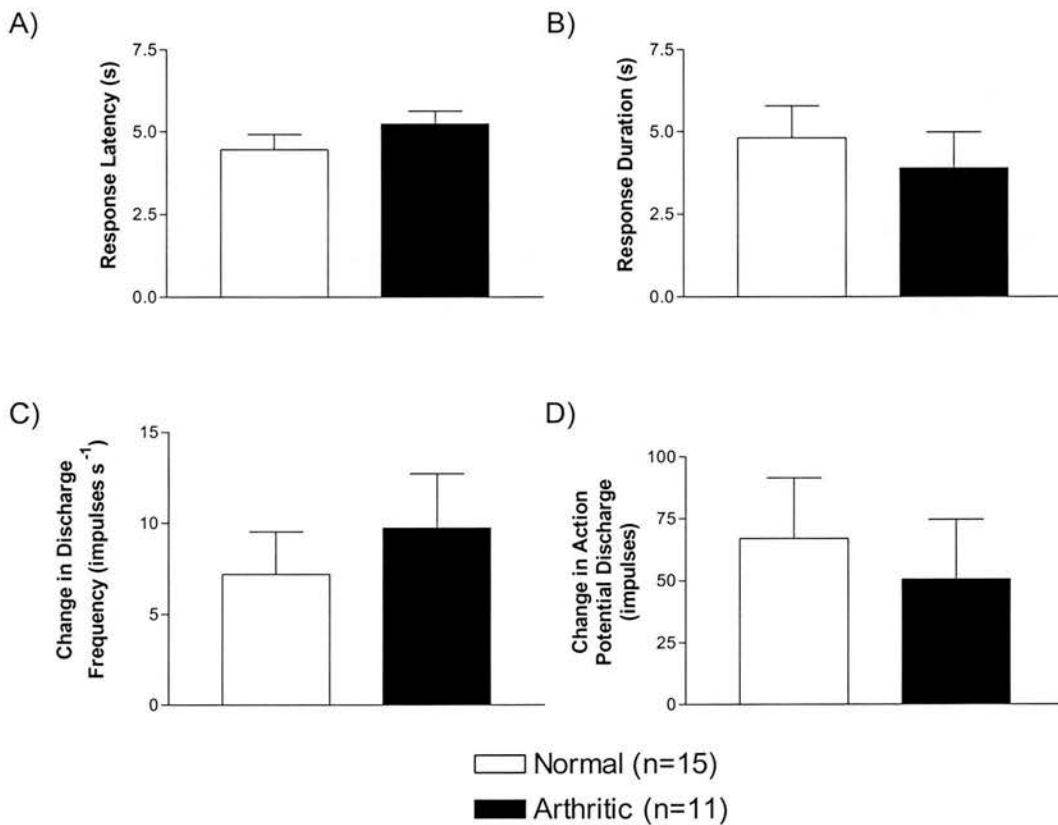 A)
Response Latency (s)
7.5
5.0
2.5
0.0
B)
Response Duration (s)
7.5
5.0
2.5
0.0
C)
Change in Discharge
Frequency (impulses s⁻¹)
15
10
5
0
D)
Change in Action
Potential Discharge
(impulses)
100
75
50
25
0
Normal (n=15)
Arthritic (n=11)